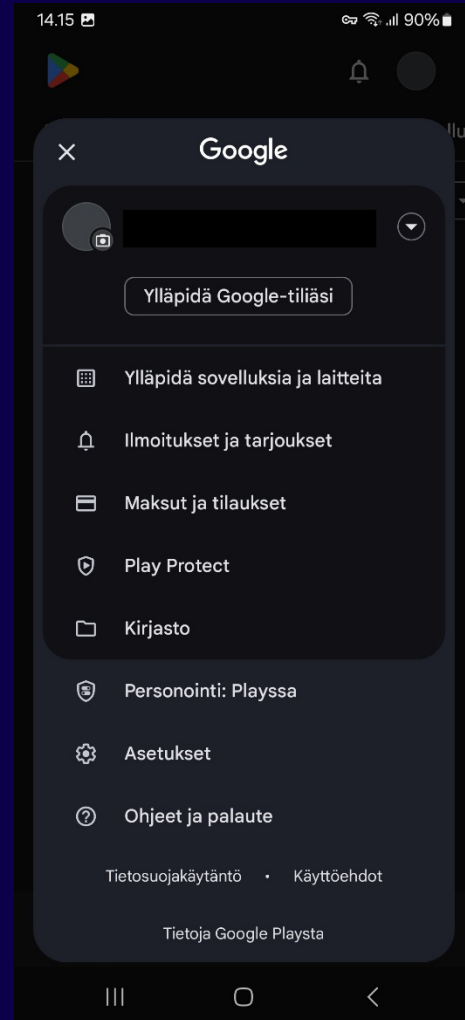 14.15 90%
llu
Google
Ylläpidä Google-tiliäsi
Ylläpidä sovelluksia ja laitteita
Ilmoitukset ja tarjoukset
Maksut ja tilaukset
Play Protect
Kirjasto
Personointi: Playssa
Asetukset
Ohjeet ja palaute
Tietosuojakäytäntö • Käyttöehdot
Tietoja Google Playsta